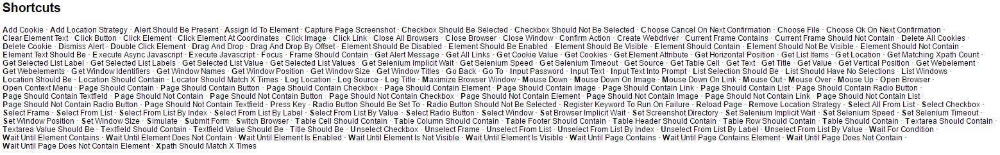 Shortcuts
Add Cookie · Add Location Strategy · Alert Should Be Present · Assign Id To Element · Capture Page Screenshot · Checkbox Should Be Selected · Checkbox Should Not Be Selected · Choose Cancel On Next Confirmation · Choose File · Choose Ok On Next Confirmation ·
Clear Element Text · Click Button · Click Element · Click Element At Coordinates · Click Image · Click Link · Close All Browsers · Close Browser · Close Window · Confirm Action · Create Webdriver · Current Frame Contains · Current Frame Should Not Contain · Delete All Cookies ·
Delete Cookie · Dismiss Alert · Double Click Element · Drag And Drop · Drag And Drop By Offset · Element Should Be Disabled · Element Should Be Enabled · Element Should Be Visible · Element Should Contain · Element Should Not Be Visible · Element Should Not Contain ·
Element Text Should Be · Execute Async Javascript · Execute Javascript · Focus · Frame Should Contain · Get Alert Message · Get All Links · Get Cookie Value · Get Cookies · Get Element Attribute · Get Horizontal Position · Get List Items · Get Location · Get Matching Xpath Count ·
Get Selected List Label · Get Selected List Labels · Get Selected List Value · Get Selected List Values · Get Selenium Implicit Wait · Get Selenium Speed · Get Selenium Timeout · Get Source · Get Table Cell · Get Text · Get Title · Get Value · Get Vertical Position · Get Webelement ·
Get Webelements · Get Window Identifiers · Get Window Names · Get Window Position · Get Window Size · Get Window Titles · Go Back · Go To · Input Password · Input Text · Input Text Into Prompt · List Selection Should Be · List Should Have No Selections · List Windows ·
Location Should Be · Location Should Contain · Locator Should Match X Times · Log Location · Log Source · Log Title · Maximize Browser Window · Mouse Down · Mouse Down On Image · Mouse Down On Link · Mouse Out · Mouse Over · Mouse Up · Open Browser ·
Open Context Menu · Page Should Contain · Page Should Contain Button · Page Should Contain Checkbox · Page Should Contain Element · Page Should Contain Image · Page Should Contain Link · Page Should Contain List · Page Should Contain Radio Button ·
Page Should Contain Textfield · Page Should Not Contain · Page Should Not Contain Button · Page Should Not Contain Checkbox · Page Should Not Contain Element · Page Should Not Contain Image · Page Should Not Contain Link · Page Should Not Contain List ·
Page Should Not Contain Radio Button · Page Should Not Contain Textfield · Press Key · Radio Button Should Be Set To · Radio Button Should Not Be Selected · Register Keyword To Run On Failure · Reload Page · Remove Location Strategy · Select All From List · Select Checkbox ·
Select Frame · Select From List · Select From List By Index · Select From List By Label · Select From List By Value · Select Radio Button · Select Window · Set Browser Implicit Wait · Set Screenshot Directory · Set Selenium Implicit Wait · Set Selenium Speed · Set Selenium Timeout ·
Set Window Position · Set Window Size · Simulate · Submit Form · Switch Browser · Table Cell Should Contain · Table Column Should Contain · Table Footer Should Contain · Table Header Should Contain · Table Row Should Contain · Table Should Contain · Textarea Should Contain ·
Textarea Value Should Be · Textfield Should Contain · Textfield Value Should Be · Title Should Be · Unselect Checkbox · Unselect Frame · Unselect From List · Unselect From List By Index · Unselect From List By Label · Unselect From List By Value · Wait For Condition ·
Wait Until Element Contains · Wait Until Element Does Not Contain · Wait Until Element Is Enabled · Wait Until Element Is Not Visible · Wait Until Element Is Visible · Wait Until Page Contains · Wait Until Page Contains Element · Wait Until Page Does Not Contain ·
Wait Until Page Does Not Contain Element · Xpath Should Match X Times